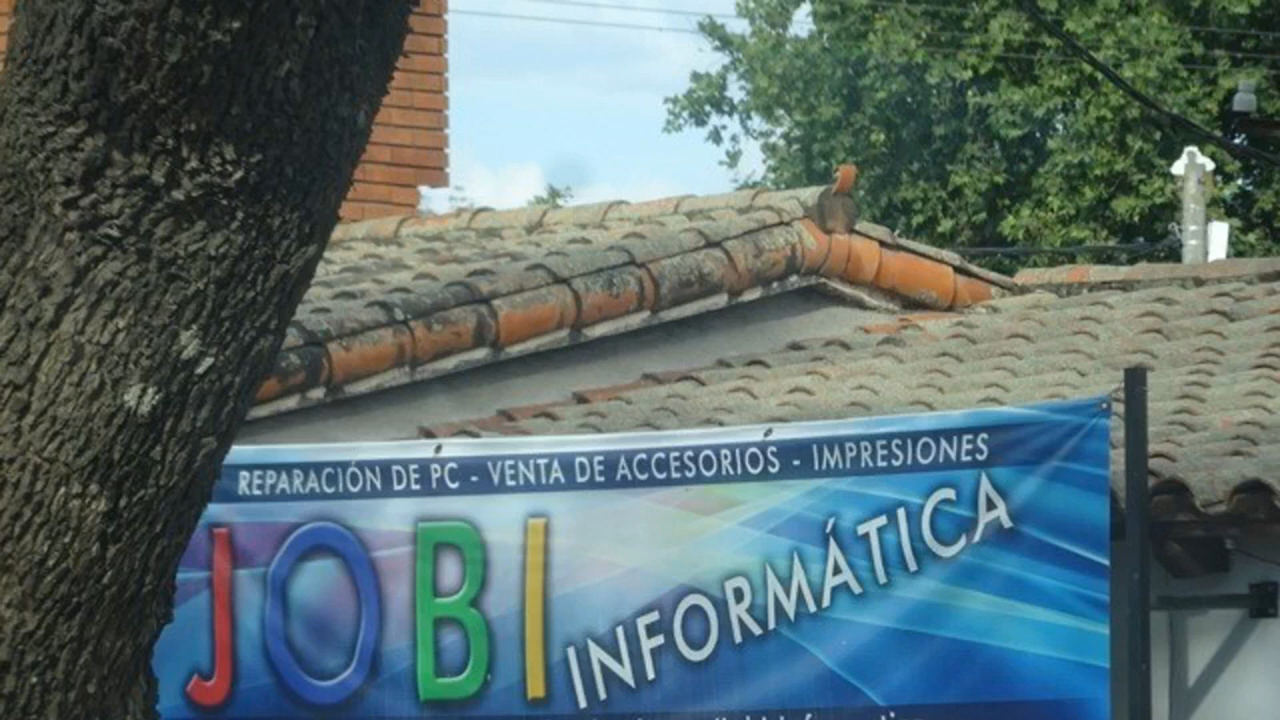 REPARACIÓN DE PC - VENTA DE ACCESORIOS - IMPRESIONES
JOBI INFORMÁTICA